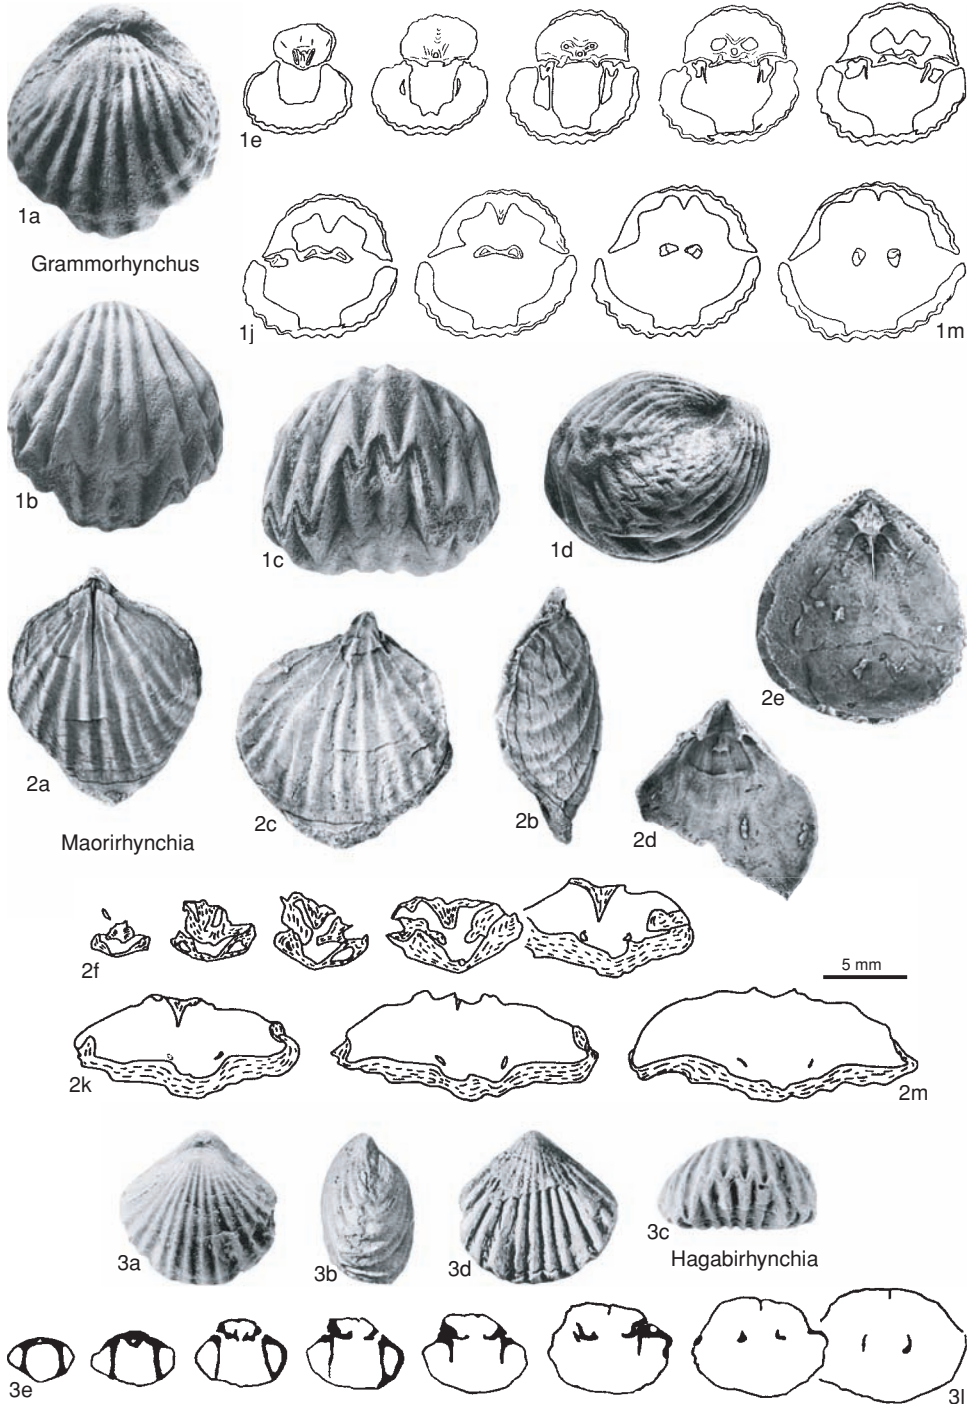 1e
1a
Grammorhynchus
1j
1m
1b
1c
1d
2e
2a
2c
2b
2d
Maorirhynchia
2f
5 mm
2k
2m
3a
3b
3d
3c
Hagabirhynchia
3e
3l